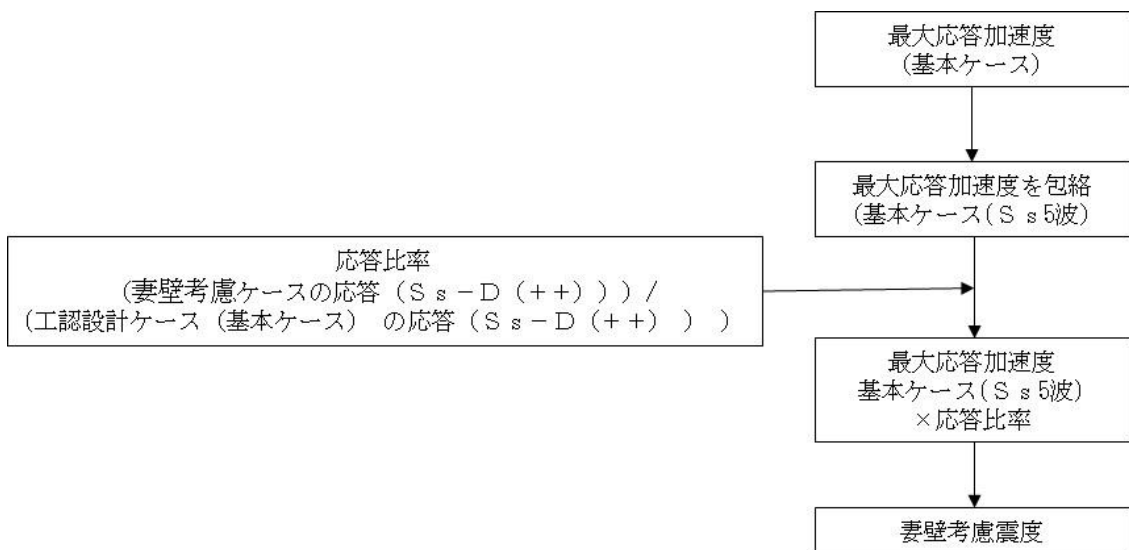 最大応答加速度
(基本ケース)
最大応答加速度を包絡
(基本ケース(Ｓｓ5波)
応答比率
(妻壁考慮ケースの応答（Ｓｓ－Ｄ（＋＋）))／
(工認設計ケース（基本ケース） の応答（Ｓｓ－Ｄ（＋＋） ）)
最大応答加速度
基本ケース(Ｓｓ5波)
×応答比率
妻壁考慮震度